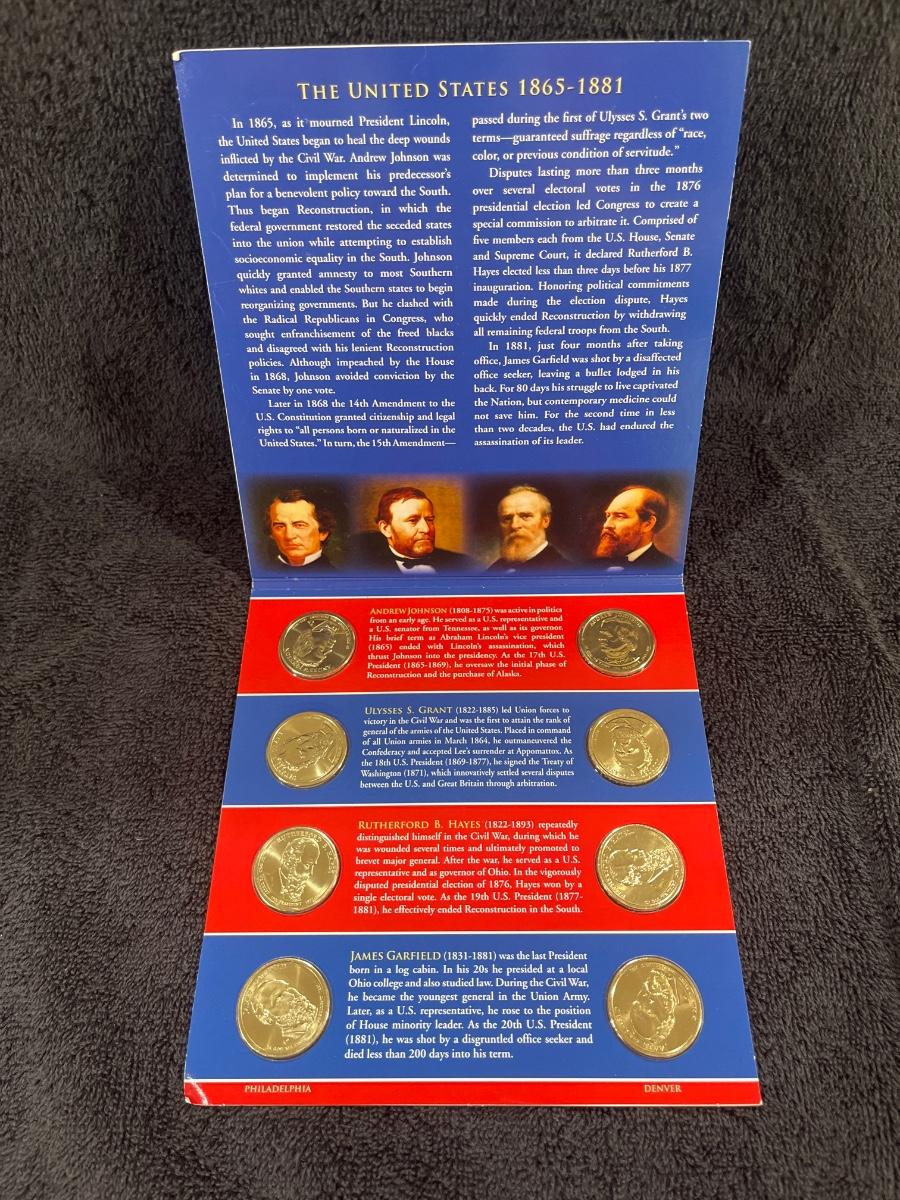 THE UNITED STATES 1865-1881
In 1865, as it mourned President Lincoln,
the United States began to heal the deep wounds
inflicted by the Civil War. Andrew Johnson was
determined to implement his predecessor's
plan for a benevolent policy toward the South.
Thus began Reconstruction, in which the
federal government restored the seceded states
into the union while attempting to establish
socioeconomic equality in the South. Johnson
quickly granted amnesty to most Southern
whites and enabled the Southern states to begin
reorganizing governments. But he clashed with
the Radical Republicans in Congress, who
sought enfranchisement of the freed blacks
and disagreed with his lenient Reconstruction
policies. Although impeached by the House
in 1868, Johnson avoided conviction by the
Senate by one vote.
Later in 1868 the 14th Amendment to the
U.S. Constitution granted citizenship and legal
rights to "all persons born or naturalized in the
United States." In turn, the 15th Amendment—
passed during the first of Ulysses S. Grant's two
terms—guaranteed suffrage regardless of "race,
color, or previous condition of servitude."
Disputes lasting more than three months
over several electoral votes in the 1876
presidential election led Congress to create a
special commission to arbitrate it. Comprised of
five members each from the U.S. House, Senate
and Supreme Court, it declared Rutherford B.
Hayes elected less than three days before his 1877
inauguration. Honoring political commitments
made during the election dispute, Hayes
quickly ended Reconstruction by withdrawing
all remaining federal troops from the South.
In 1881, just four months after taking
office, James Garfield was shot by a disaffected
office seeker, leaving a bullet lodged in his
back. For 80 days his struggle to live captivated
the Nation, but contemporary medicine could
not save him. For the second time in less
than two decades, the U.S. had endured the
assassination of its leader.
ANDREW JOHNSON (1808-1875) was active in politics
from an early age. He served as a U.S. representative and
a U.S. senator from Tennessee, as well as its governor.
His brief term as Abraham Lincoln's vice president
(1865) ended with Lincoln's assassination, which
thrust Johnson into the presidency. As the 17th U.S.
President (1865-1869), he oversaw the initial phase of
Reconstruction and the purchase of Alaska.
ULYSSES S. GRANT (1822-1885) led Union forces to
victory in the Civil War and was the first to attain the rank of
general of the armies of the United States. Placed in command
of all Union armies in March 1864, he outmaneuvered the
Confederacy and accepted Lee's surrender at Appomattox. As
the 18th U.S. President (1869-1877), he signed the Treaty of
Washington (1871), which innovatively settled several disputes
between the U.S. and Great Britain through arbitration.
RUTHERFORD B. HAYES (1822-1893) repeatedly
distinguished himself in the Civil War, during which he
was wounded several times and ultimately promoted to
brevet major general. After the war, he served as a U.S.
representative and as governor of Ohio. In the vigorously
disputed presidential election of 1876, Hayes won by a
single electoral vote. As the 19th U.S. President (1877-
1881), he effectively ended Reconstruction in the South.
JAMES GARFIELD (1831-1881) was the last President
born in a log cabin. In his 20s he presided at a local
Ohio college and also studied law. During the Civil War,
he became the youngest general in the Union Army.
Later, as a U.S. representative, he rose to the position
of House minority leader. As the 20th U.S. President
(1881), he was shot by a disgruntled office seeker and
died less than 200 days into his term.
PHILADELPHIA
DENVER